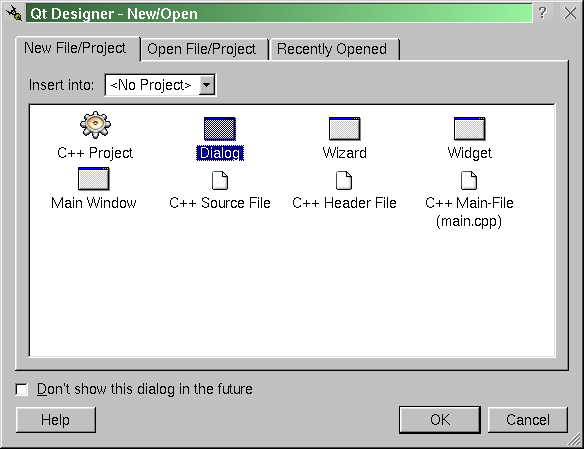 Qt Designer - New/Open
New File/Project
Open File/Project
Recently Opened
Insert into: <No Project>
C++ Project
Dialog
Wizard
Widget
Main Window
C++ Source File
C++ Header File
C++ Main-File
(main.cpp)
Don't show this dialog in the future
Help
OK
Cancel